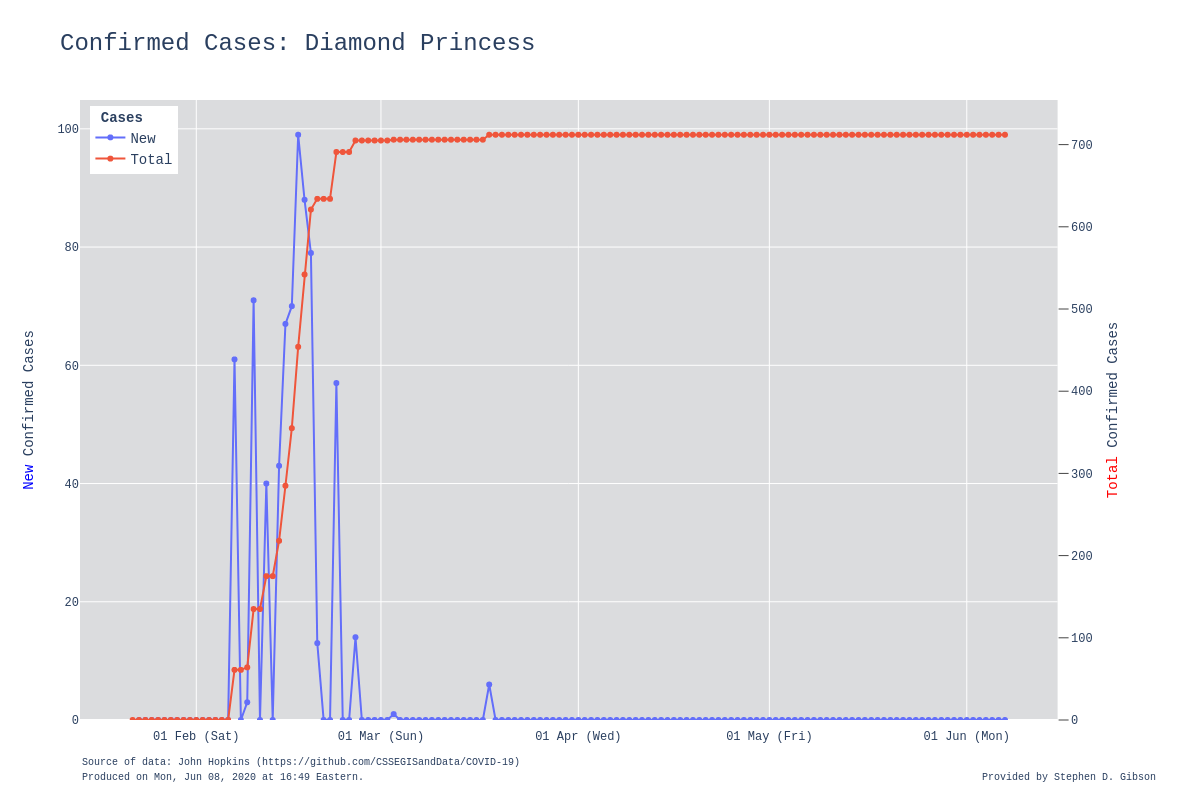 Confirmed Cases: Diamond Princess
Cases
New
Total
100
80
60
40
20
0
700
600
500
400
300
200
100
0
New Confirmed Cases
Total Confirmed Cases
01 Feb (Sat)
01 Mar (Sun)
01 Apr (Wed)
01 May (Fri)
01 Jun (Mon)
Source of data: John Hopkins (https://github.com/CSSEGISandData/COVID-19)
Produced on Mon, Jun 08, 2020 at 16:49 Eastern.
Provided by Stephen D. Gibson